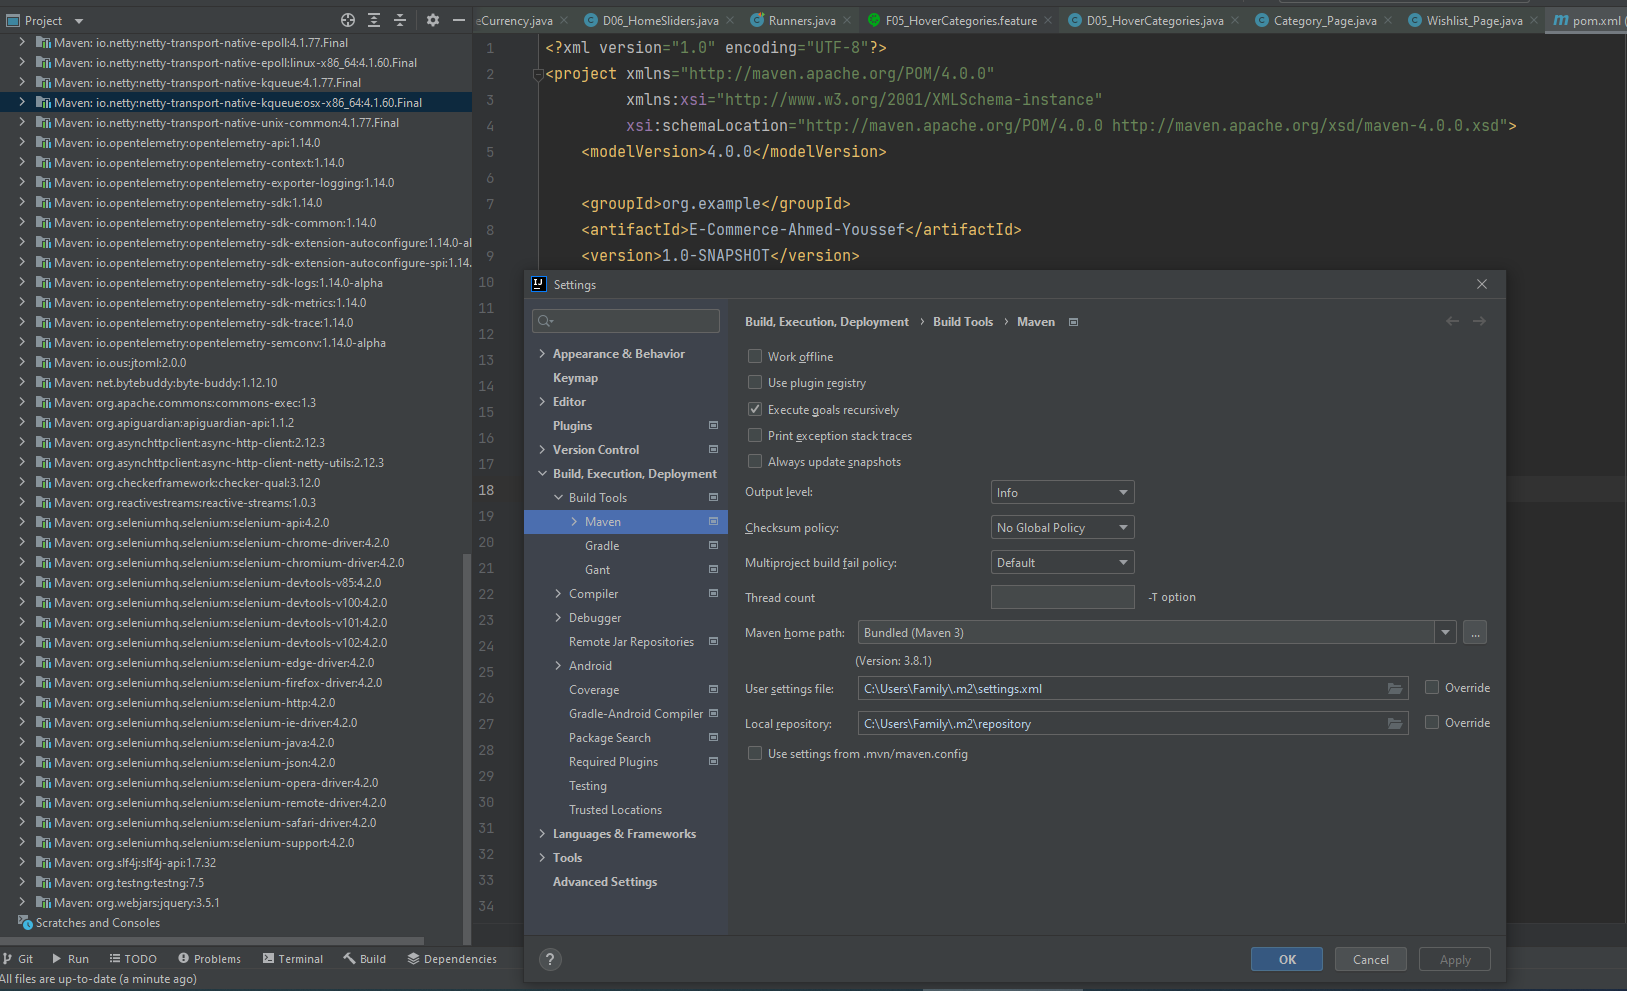 Project
eCurrency.java
D06_HomeSliders.java
Runners.java
F05_HoverCategories.feature
D05_HoverCategories.java
Category_Page.java
Wishlist_Page.java
pom.xml (
Maven: io.netty:netty-transport-native-epoll:4.1.77.Final
Maven: io.netty:netty-transport-native-epoll:linux-x86_64:4.1.60.Final
Maven: io.netty:netty-transport-native-kqueue:4.1.77.Final
Maven: io.netty:netty-transport-native-kqueue:osx-x86_64:4.1.60.Final
Maven: io.netty:netty-transport-native-unix-common:4.1.77.Final
Maven: io.opentelemetry:opentelemetry-api:1.14.0
Maven: io.opentelemetry:opentelemetry-context:1.14.0
Maven: io.opentelemetry:opentelemetry-exporter-logging:1.14.0
Maven: io.opentelemetry:opentelemetry-sdk:1.14.0
Maven: io.opentelemetry:opentelemetry-sdk-common:1.14.0
Maven: io.opentelemetry:opentelemetry-sdk-extension-autoconfigure:1.14.0-al
Maven: io.opentelemetry:opentelemetry-sdk-extension-autoconfigure-spi:1.14.
Maven: io.opentelemetry:opentelemetry-sdk-logs:1.14.0-alpha
Maven: io.opentelemetry:opentelemetry-sdk-metrics:1.14.0
Maven: io.opentelemetry:opentelemetry-sdk-trace:1.14.0
Maven: io.opentelemetry:opentelemetry-semconv:1.14.0-alpha
Maven: io.ous:jtoml:2.0.0
Maven: net.bytebuddy:byte-buddy:1.12.10
Maven: org.apache.commons:commons-exec:1.3
Maven: org.apiguardian:apiguardian-api:1.1.2
Maven: org.asynchttpclient:async-http-client:2.12.3
Maven: org.asynchttpclient:async-http-client-netty-utils:2.12.3
Maven: org.checkerframework:checker-qual:3.12.0
Maven: org.reactivestreams:reactive-streams:1.0.3
Maven: org.seleniumhq.selenium:selenium-api:4.2.0
Maven: org.seleniumhq.selenium:selenium-chrome-driver:4.2.0
Maven: org.seleniumhq.selenium:selenium-chromium-driver:4.2.0
Maven: org.seleniumhq.selenium:selenium-devtools-v85:4.2.0
Maven: org.seleniumhq.selenium:selenium-devtools-v100:4.2.0
Maven: org.seleniumhq.selenium:selenium-devtools-v101:4.2.0
Maven: org.seleniumhq.selenium:selenium-devtools-v102:4.2.0
Maven: org.seleniumhq.selenium:selenium-edge-driver:4.2.0
Maven: org.seleniumhq.selenium:selenium-firefox-driver:4.2.0
Maven: org.seleniumhq.selenium:selenium-http:4.2.0
Maven: org.seleniumhq.selenium:selenium-ie-driver:4.2.0
Maven: org.seleniumhq.selenium:selenium-java:4.2.0
Maven: org.seleniumhq.selenium:selenium-json:4.2.0
Maven: org.seleniumhq.selenium:selenium-opera-driver:4.2.0
Maven: org.seleniumhq.selenium:selenium-remote-driver:4.2.0
Maven: org.seleniumhq.selenium:selenium-safari-driver:4.2.0
Maven: org.seleniumhq.selenium:selenium-support:4.2.0
Maven: org.slf4j:slf4j-api:1.7.32
Maven: org.testng:testng:7.5
Maven: org.webjars:jquery:3.5.1
Scratches and Consoles
1 <?xml version="1.0" encoding="UTF-8"?>
2 <project xmlns="http://maven.apache.org/POM/4.0.0"
3 xmlns:xsi="http://www.w3.org/2001/XMLSchema-instance"
4 xsi:schemaLocation="http://maven.apache.org/POM/4.0.0 http://maven.apache.org/xsd/maven-4.0.0.xsd">
5 <modelVersion>4.0.0</modelVersion>
6
7 <groupId>org.example</groupId>
8 <artifactId>E-Commerce-Ahmed-Youssef</artifactId>
9 <version>1.0-SNAPSHOT</version>
10
11
12
13
14
15
16
17
18
19
20
21
22
23
24
25
26
27
28
29
30
31
32
33
34
Settings
Appearance & Behavior
Keymap
Editor
Plugins
Version Control
Build, Execution, Deployment
Build Tools
Maven
Gradle
Gant
Compiler
Debugger
Remote Jar Repositories
Android
Coverage
Gradle-Android Compiler
Package Search
Required Plugins
Testing
Trusted Locations
Languages & Frameworks
Tools
Advanced Settings
Build, Execution, Deployment › Build Tools › Maven
Work offline
Use plugin registry
Execute goals recursively
Print exception stack traces
Always update snapshots
Output level: Info
Checksum policy: No Global Policy
Multiproject build fail policy: Default
Thread count -T option
Maven home path: Bundled (Maven 3) ...
(Version: 3.8.1)
User settings file: C:\Users\Family\.m2\settings.xml Override
Local repository: C:\Users\Family\.m2\repository Override
Use settings from .mvn/maven.config
? OK Cancel Apply
Git Run TODO Problems Terminal Build Dependencies
All files are up-to-date (a minute ago)